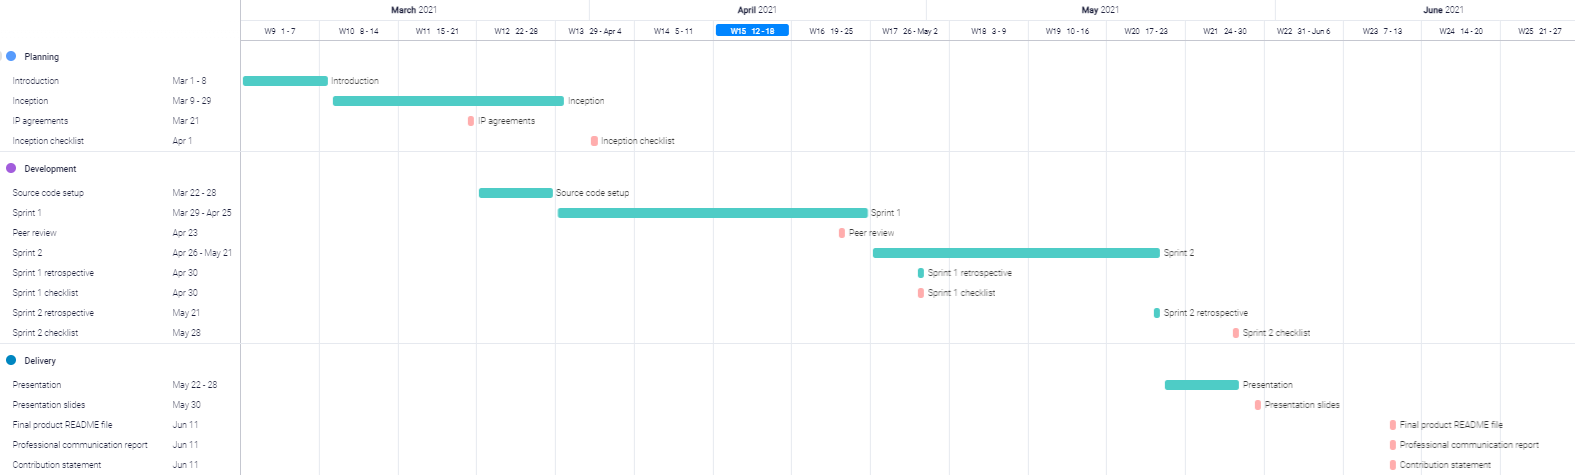 March 2021 April 2021 May 2021 June 2021
W9 1 - 7 W10 8 - 14 W11 15 - 21 W12 22 - 28 W13 29 - Apr 4 W14 5 - 11 W15 12 - 18 W16 19 - 25 W17 26 - May 2 W18 3 - 9 W19 10 - 16 W20 17 - 23 W21 24 - 30 W22 31 - Jun 6 W23 7 - 13 W24 14 - 20 W25 21 - 27
Planning
Introduction Mar 1 - 8 Introduction
Inception Mar 9 - 29 Inception
IP agreements Mar 21 IP agreements
Inception checklist Apr 1 Inception checklist
Development
Source code setup Mar 22 - 28 Source code setup
Sprint 1 Mar 29 - Apr 25 Sprint 1
Peer review Apr 23 Peer review
Sprint 2 Apr 26 - May 21 Sprint 2
Sprint 1 retrospective Apr 30 Sprint 1 retrospective
Sprint 1 checklist Apr 30 Sprint 1 checklist
Sprint 2 retrospective May 21 Sprint 2 retrospective
Sprint 2 checklist May 28 Sprint 2 checklist
Delivery
Presentation May 22 - 28 Presentation
Presentation slides May 30 Presentation slides
Final product README file Jun 11 Final product README file
Professional communication report Jun 11 Professional communication report
Contribution statement Jun 11 Contribution statement